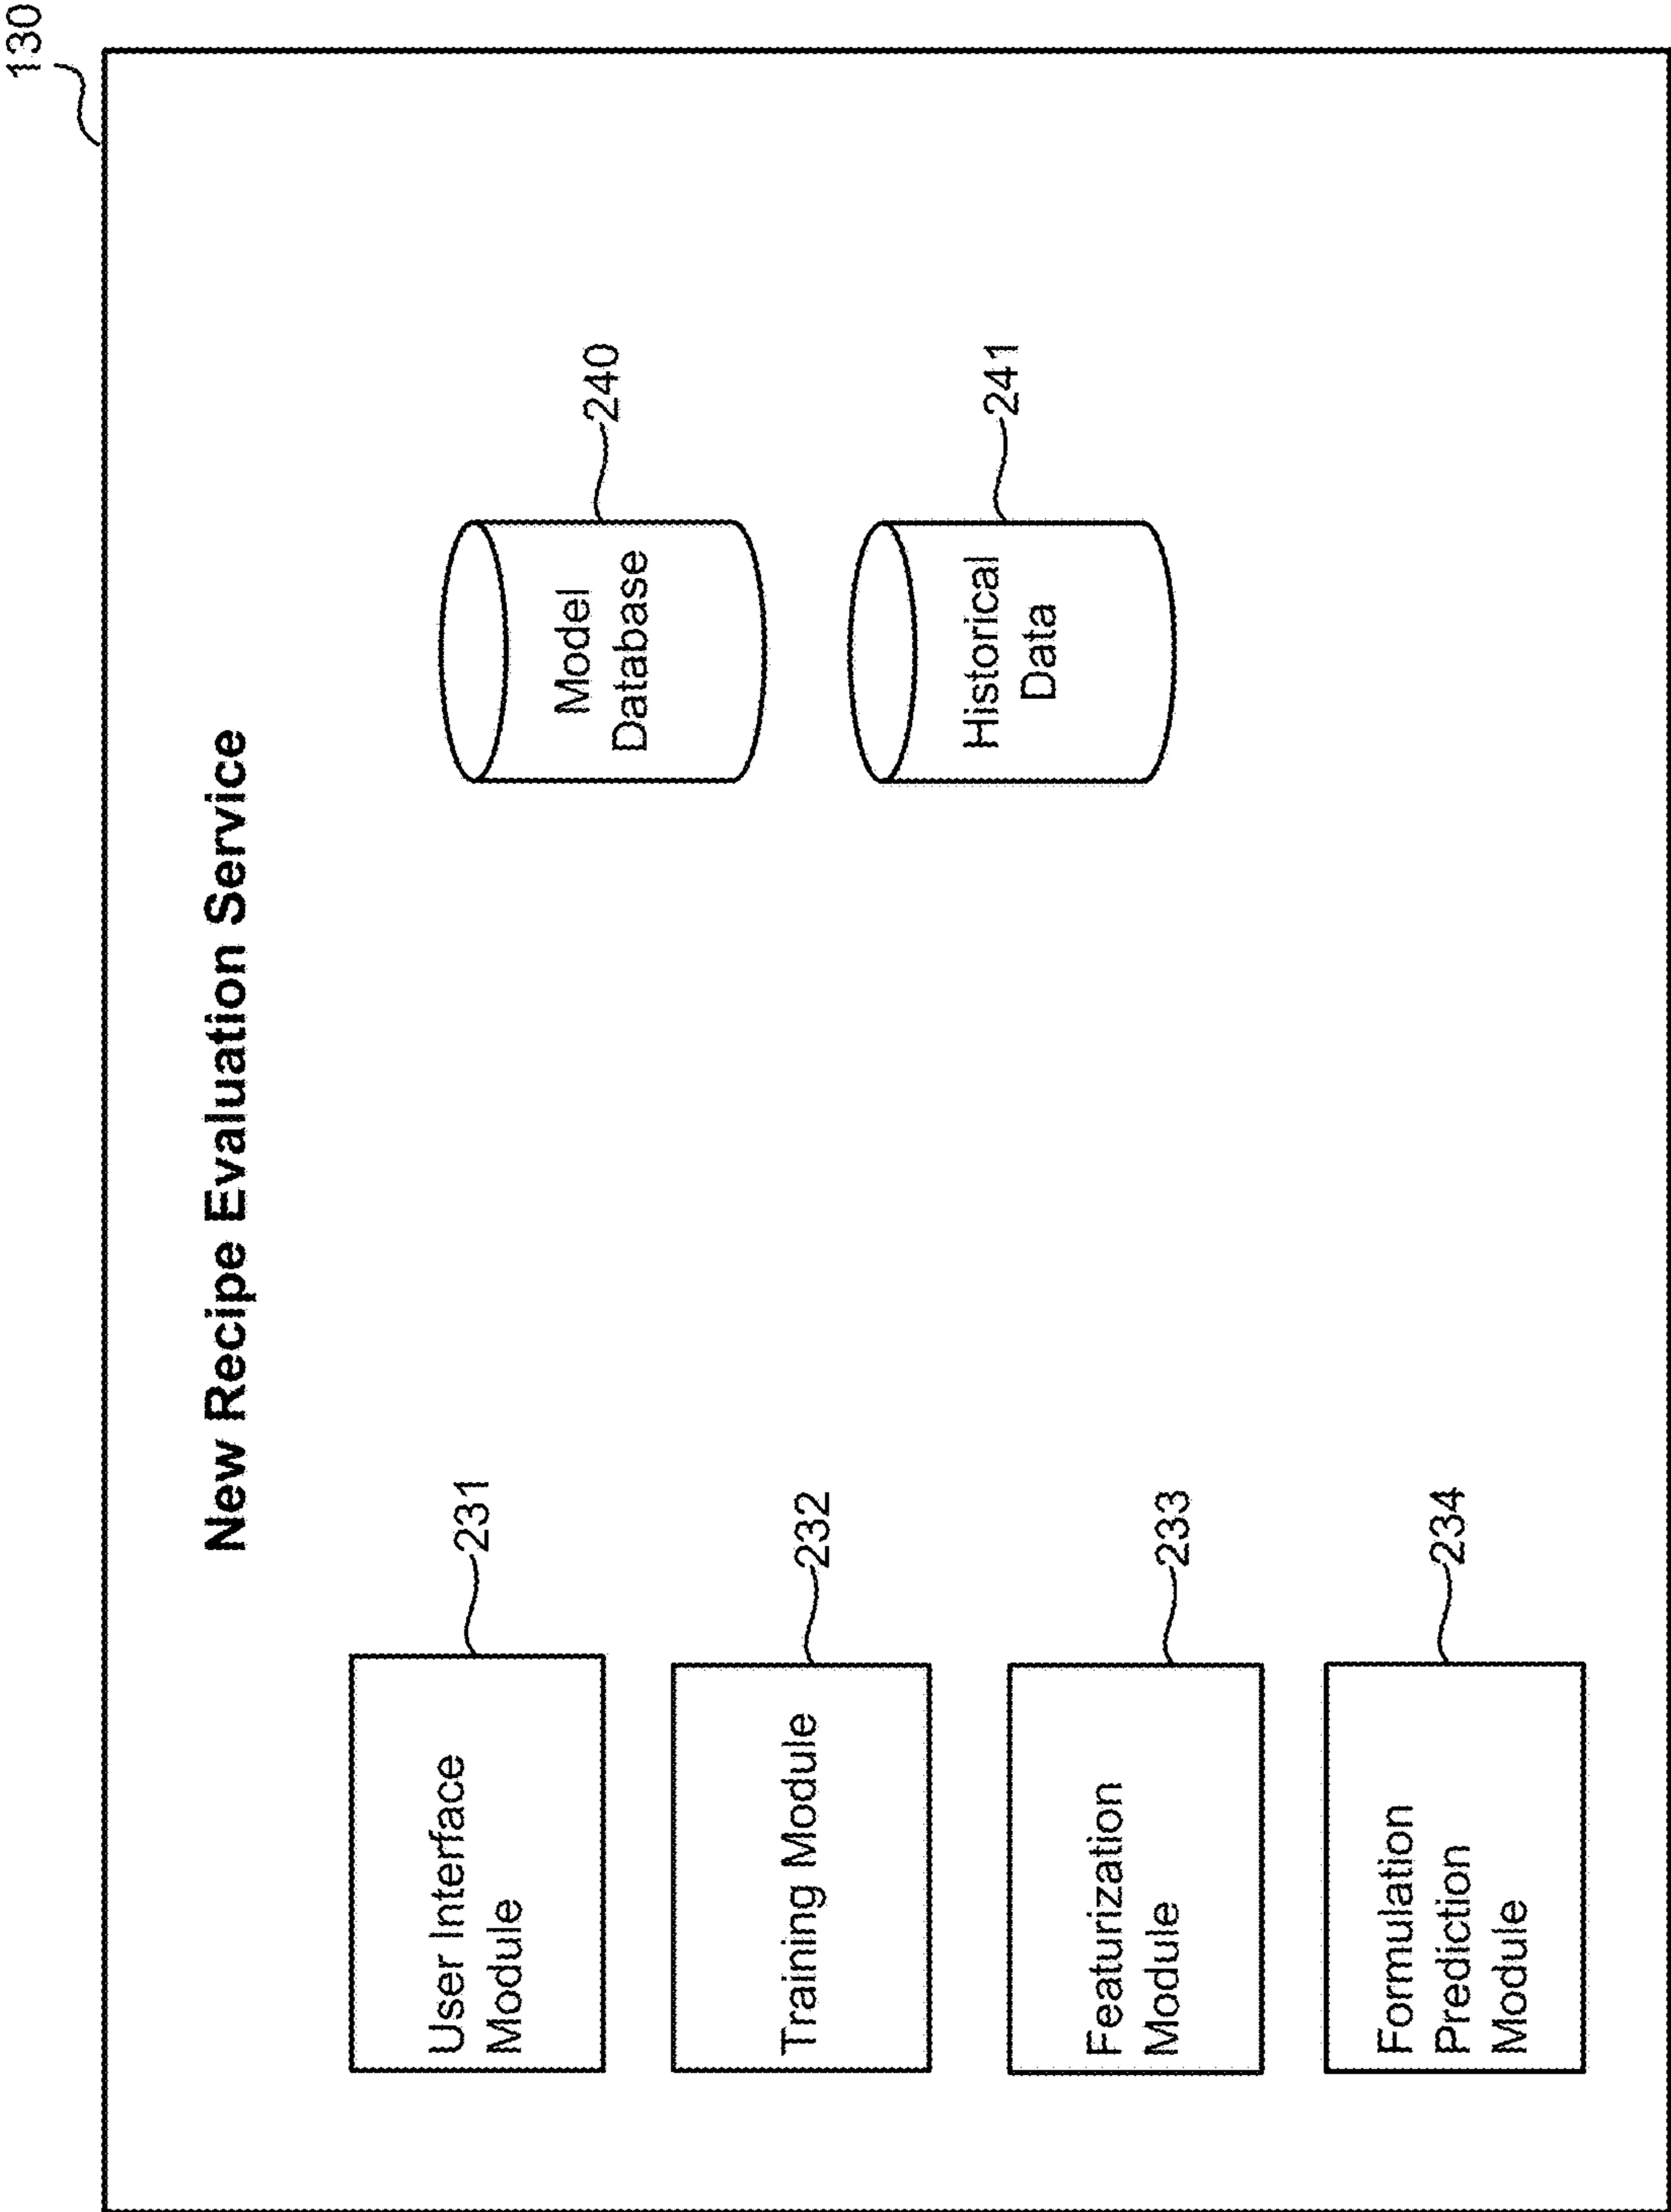 130
New Recipe Evaluation Service
User Interface
Module
231
Training Module
232
Featurization
Module
233
Formulation
Prediction
Module
234
Model
Database
240
Historical
Data
241